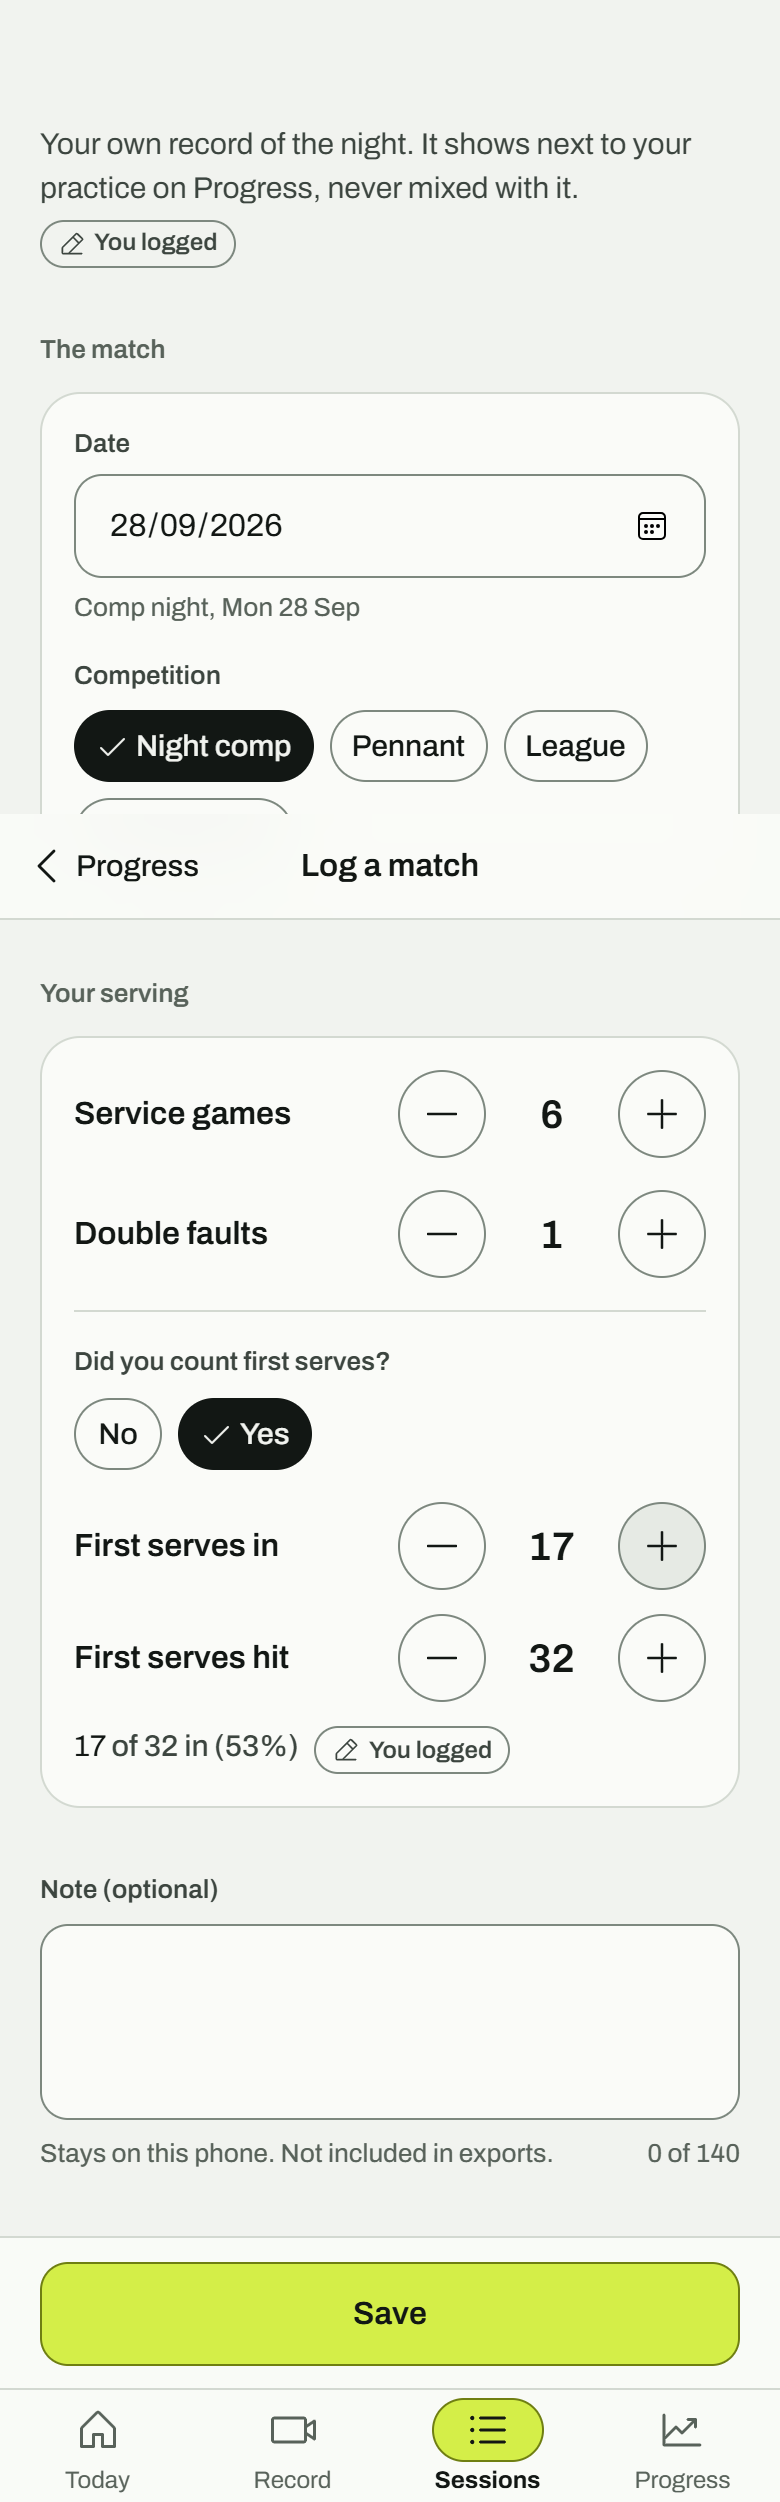 Your own record of the night. It shows next to your
practice on Progress, never mixed with it.
You logged
The match
Date
28/09/2026
Comp night, Mon 28 Sep
Competition
Night comp
Pennant
League
Progress
Log a match
Your serving
Service games
6
Double faults
1
Did you count first serves?
No
Yes
First serves in
17
First serves hit
32
17 of 32 in (53%)
You logged
Note (optional)
Stays on this phone. Not included in exports.
0 of 140
Save
Today
Record
Sessions
Progress